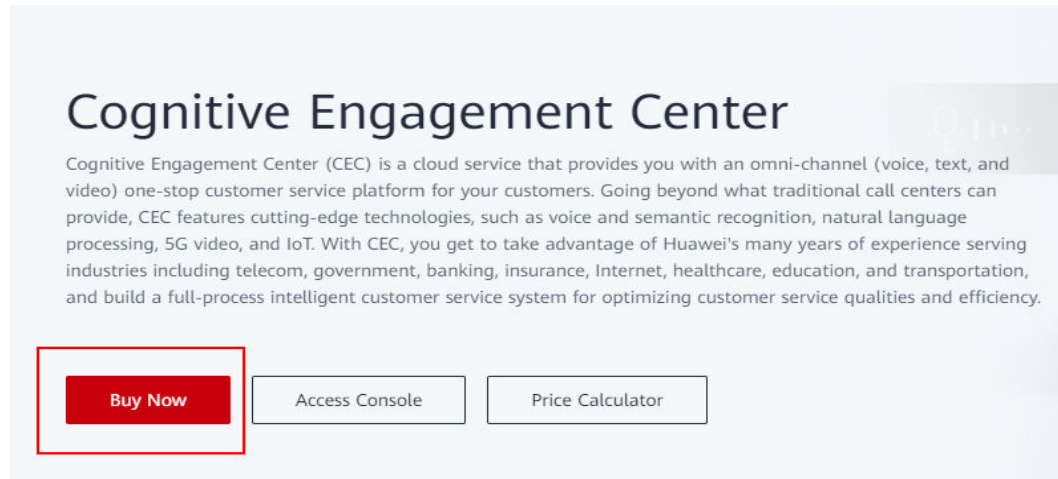 Cognitive Engagement Center
Cognitive Engagement Center (CEC) is a cloud service that provides you with an omni-channel (voice, text, and
video) one-stop customer service platform for your customers. Going beyond what traditional call centers can
provide, CEC features cutting-edge technologies, such as voice and semantic recognition, natural language
processing, 5G video, and IoT. With CEC, you get to take advantage of Huawei's many years of experience serving
industries including telecom, government, banking, insurance, Internet, healthcare, education, and transportation,
and build a full-process intelligent customer service system for optimizing customer service qualities and efficiency.
Buy Now
Access Console
Price Calculator